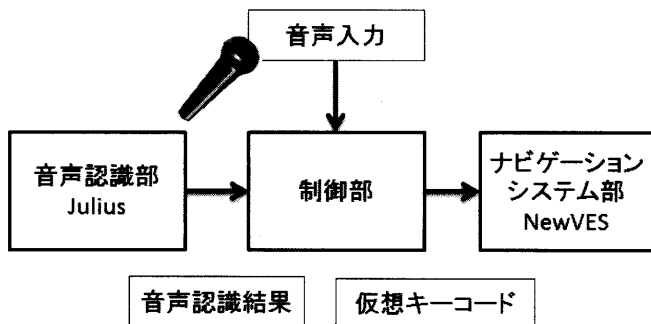 音声入力
音声認識部
Julius
制御部
ナビゲーション
システム部
NewVES
音声認識結果
仮想キーコード